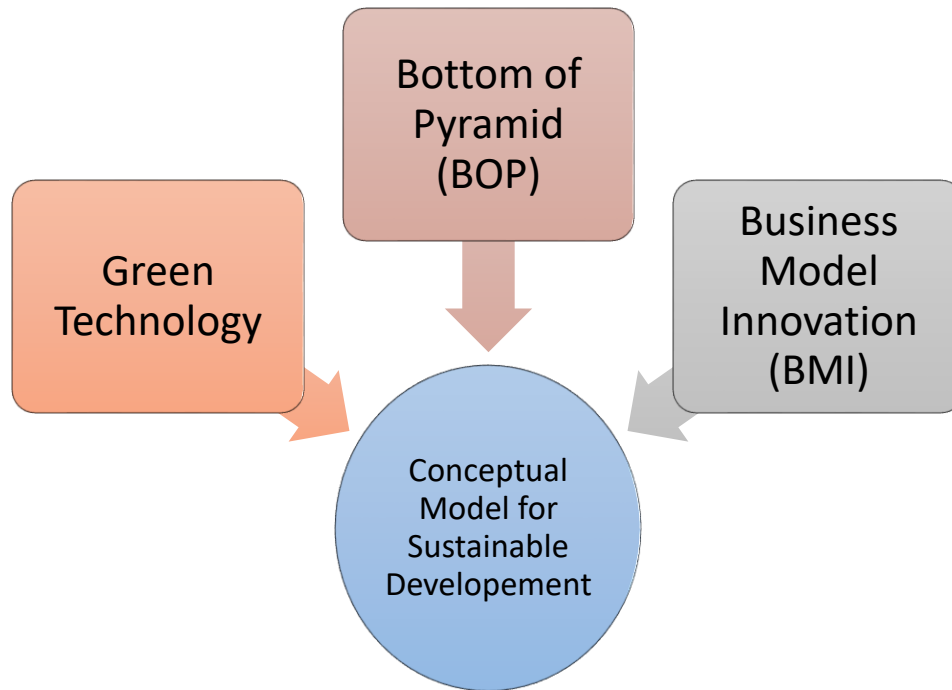 Bottom of
Pyramid
(BOP)
Green
Technology
Business
Model
Innovation
(BMI)
Conceptual
Model for
Sustainable
Developement